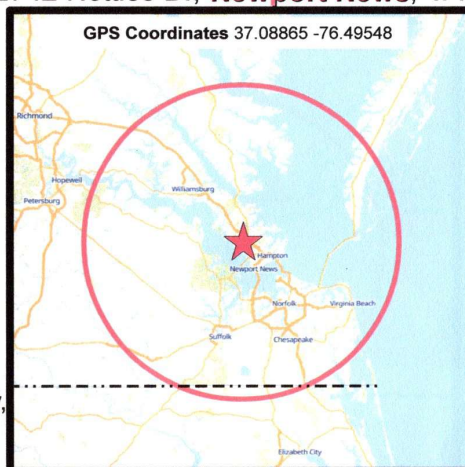 Newport News,
GPS Coordinates 37.08865 -76.49548
Richmond
Hopewell
Petersburg
Williamsburg
Hampton
Newport News
Norfolk
Virginia Beach
Suffolk
Chesapeake
Elizabeth City